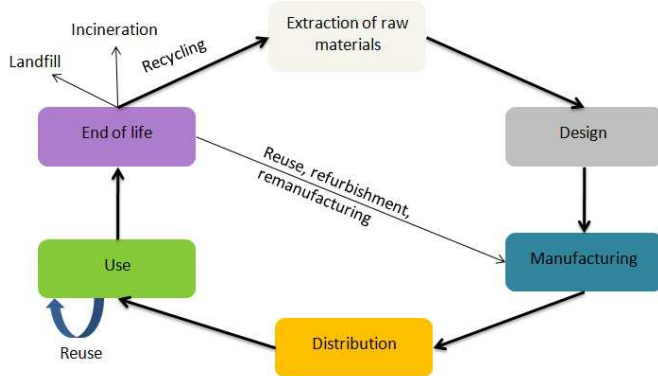 Incineration
Landfill
Recycling
Extraction of raw
materials
End of life
Design
Reuse, refurbishment,
remanufacturing
Use
Manufacturing
Reuse
Distribution